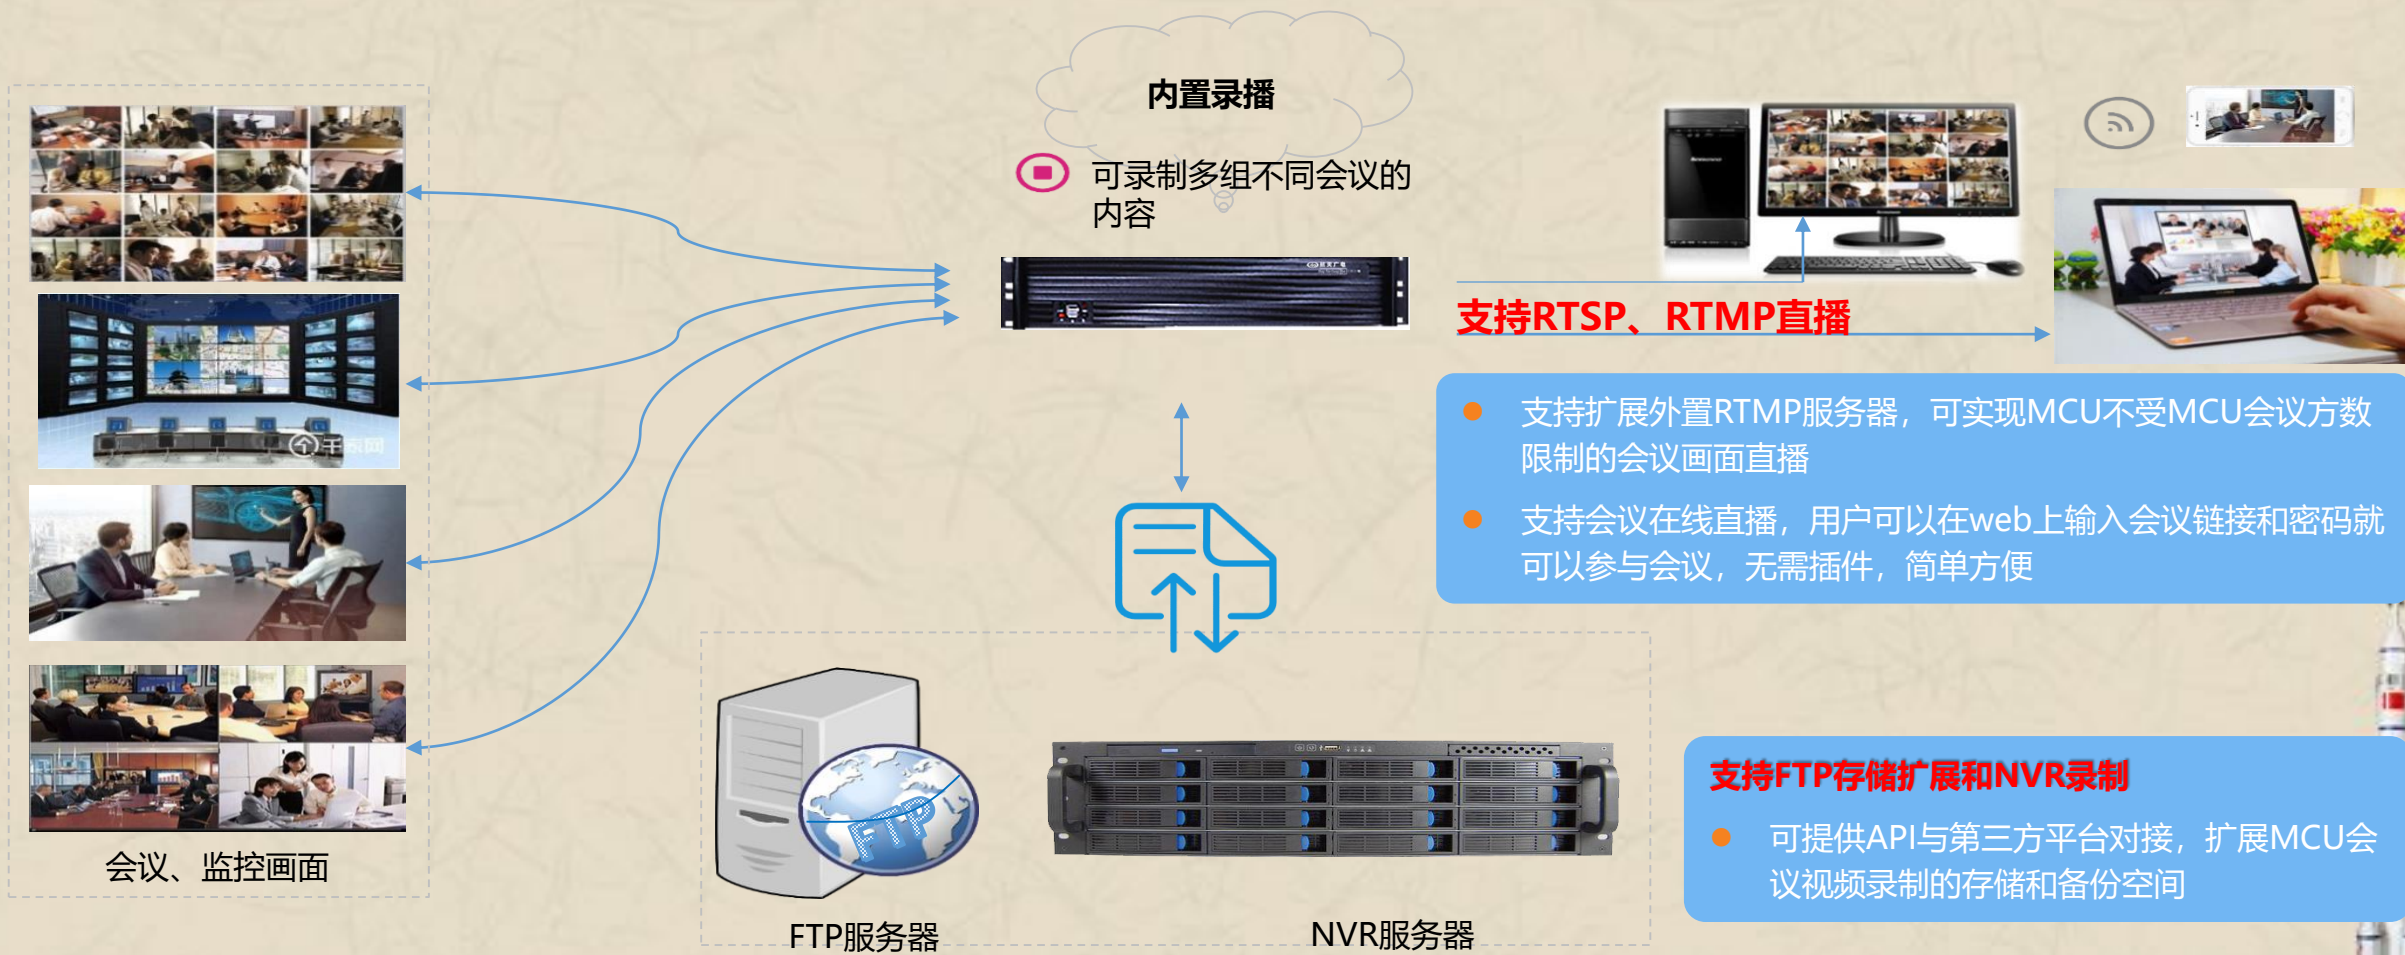 内置录播
可录制多组不同会议的
内容
支持RTSP、RTMP直播
支持扩展外置RTMP服务器，可实现MCU不受MCU会议方数
限制的会议画面直播
支持会议在线直播，用户可以在web上输入会议链接和密码就
可以参与会议，无需插件，简单方便
千家网
会议、监控画面
FTP
FTP服务器
NVR服务器
支持FTP存储扩展和NVR录制
可提供API与第三方平台对接，扩展MCU会
议视频录制的存储和备份空间